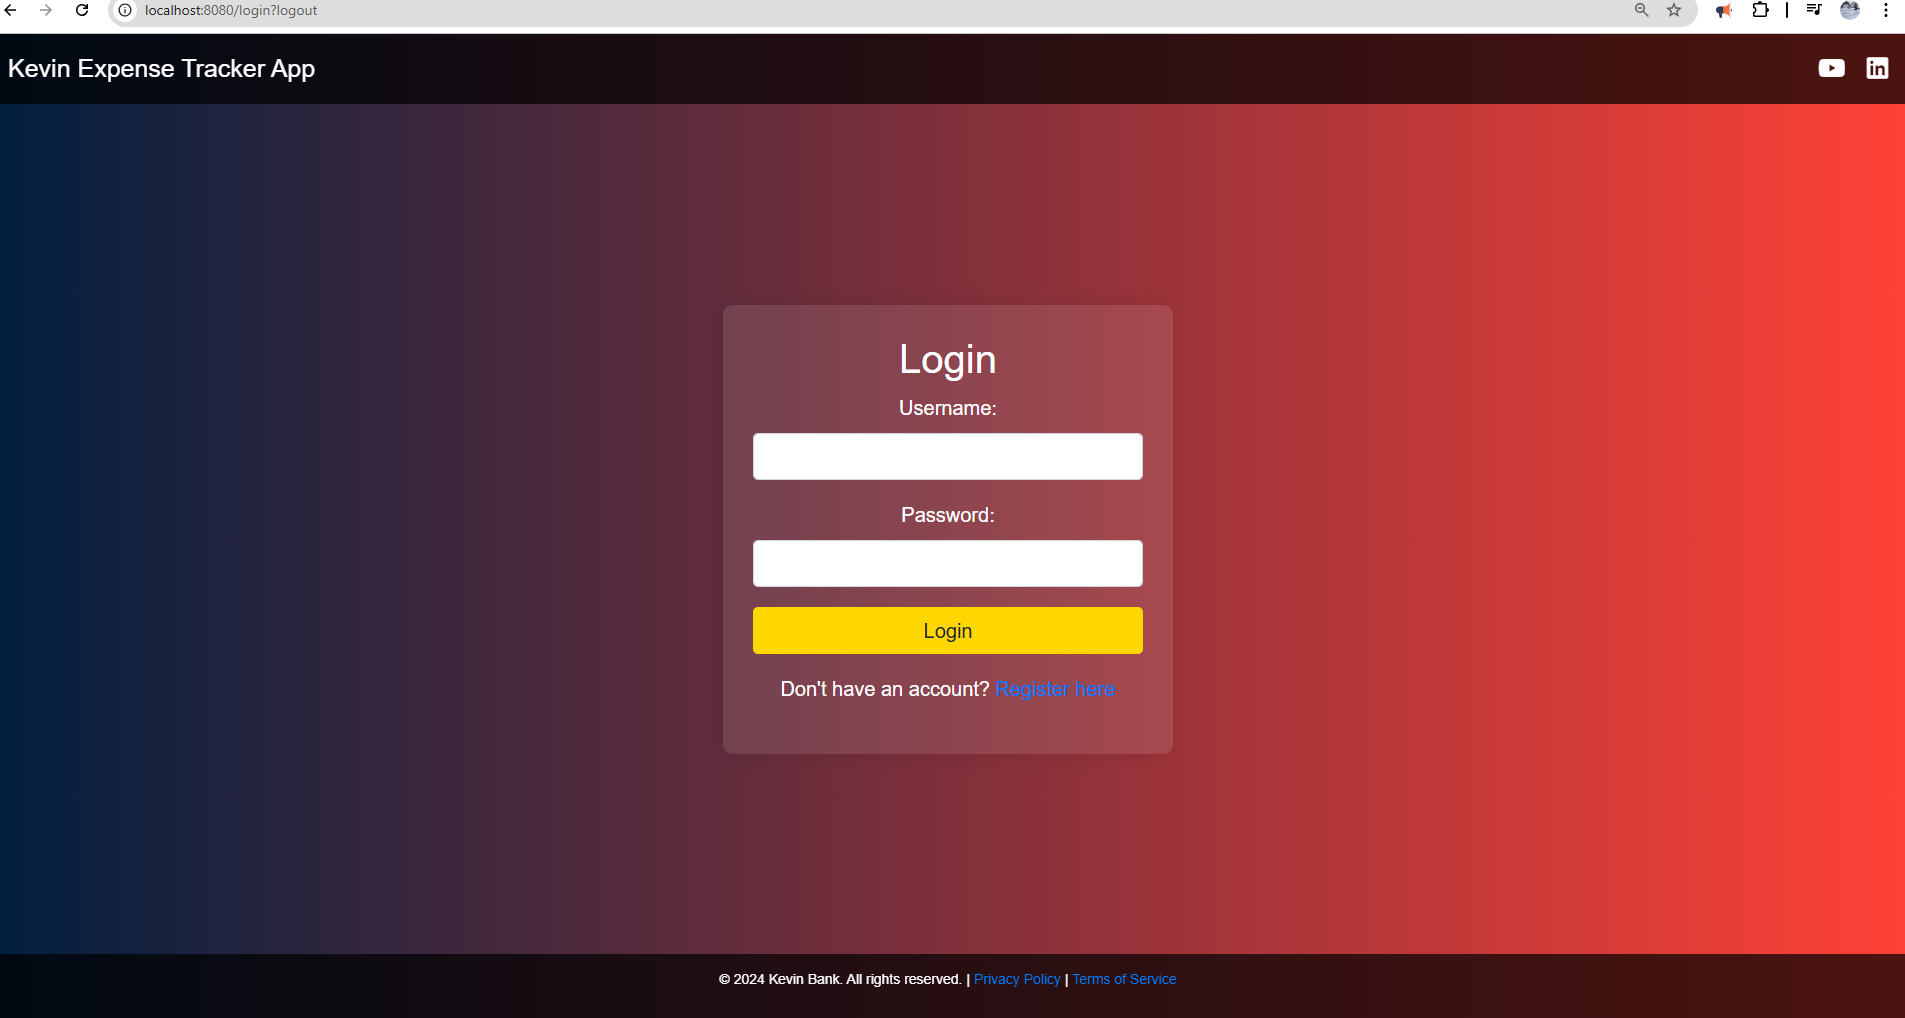 localhost:8080/login?logout
Kevin Expense Tracker App
in
Login
Username:
Password:
Login
Don't have an account? Register here
© 2024 Kevin Bank. All rights reserved. | Privacy Policy | Terms of Service